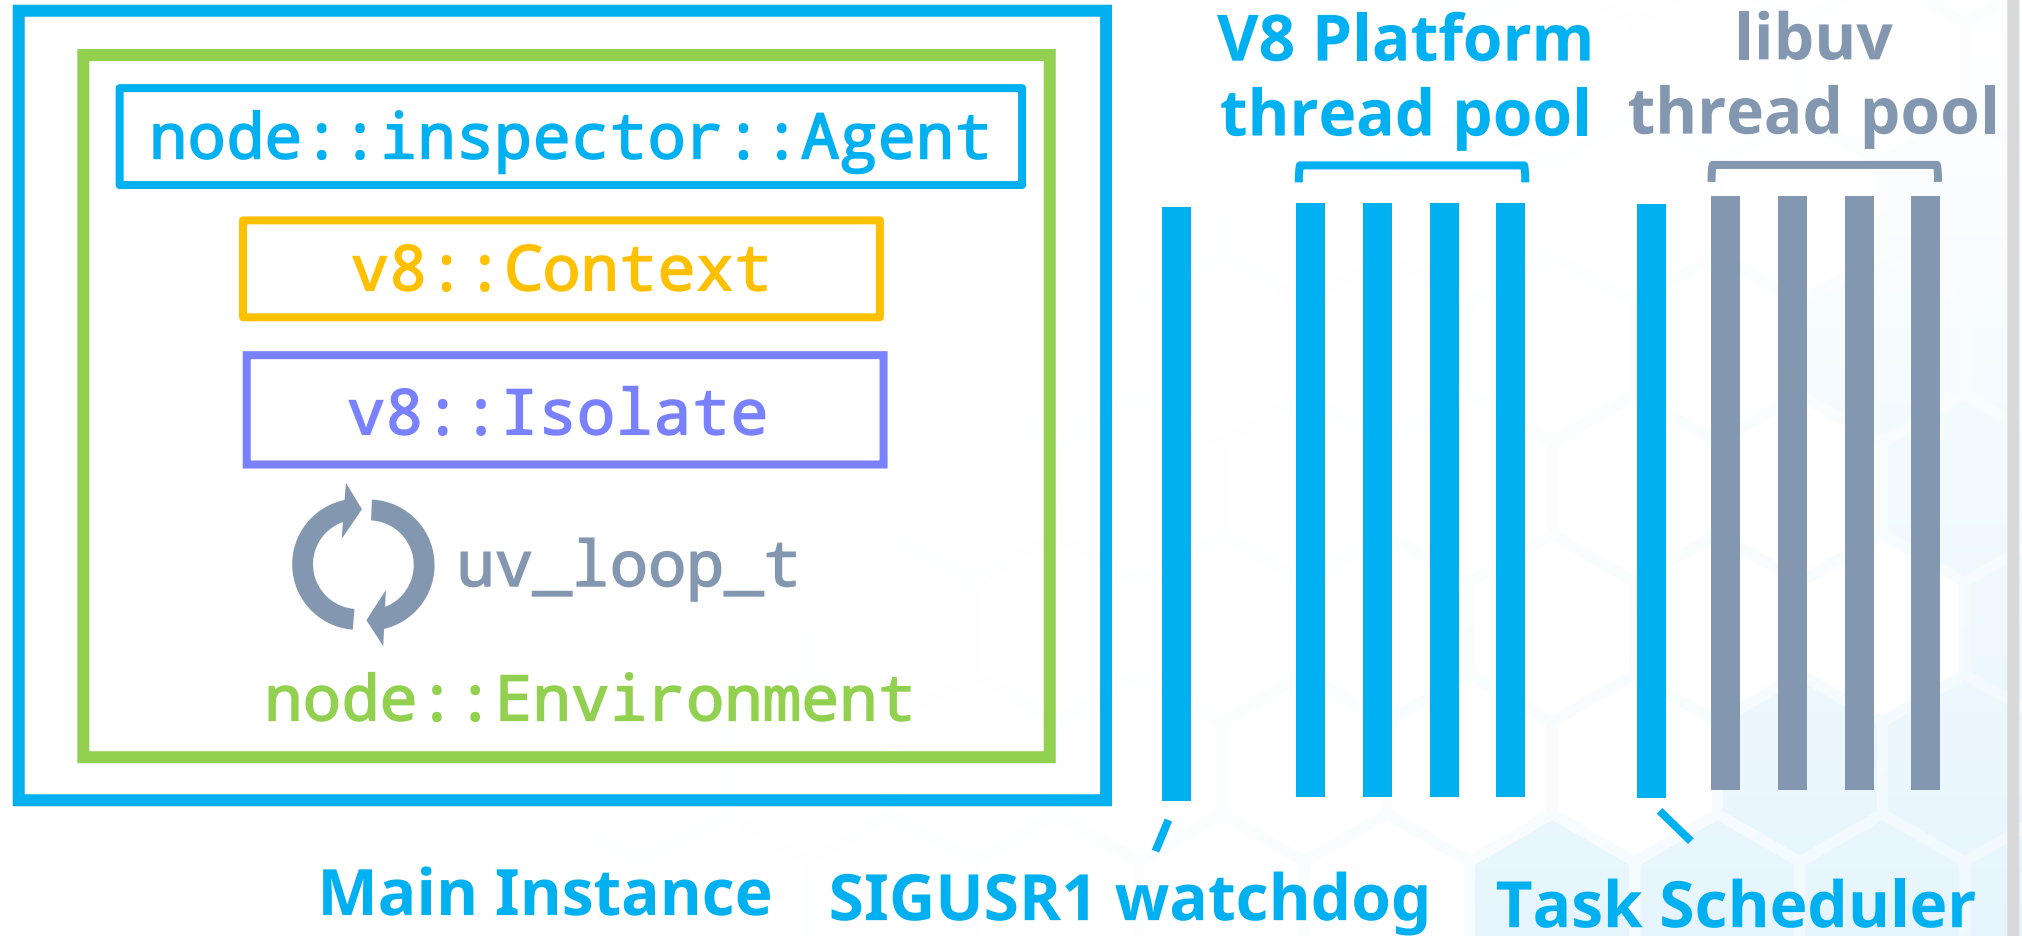 node::inspector::Agent
v8::Context
v8::Isolate
uv_loop_t
node::Environment
Main Instance
V8 Platform
thread pool
libuv
thread pool
SIGUSR1 watchdog
Task Scheduler